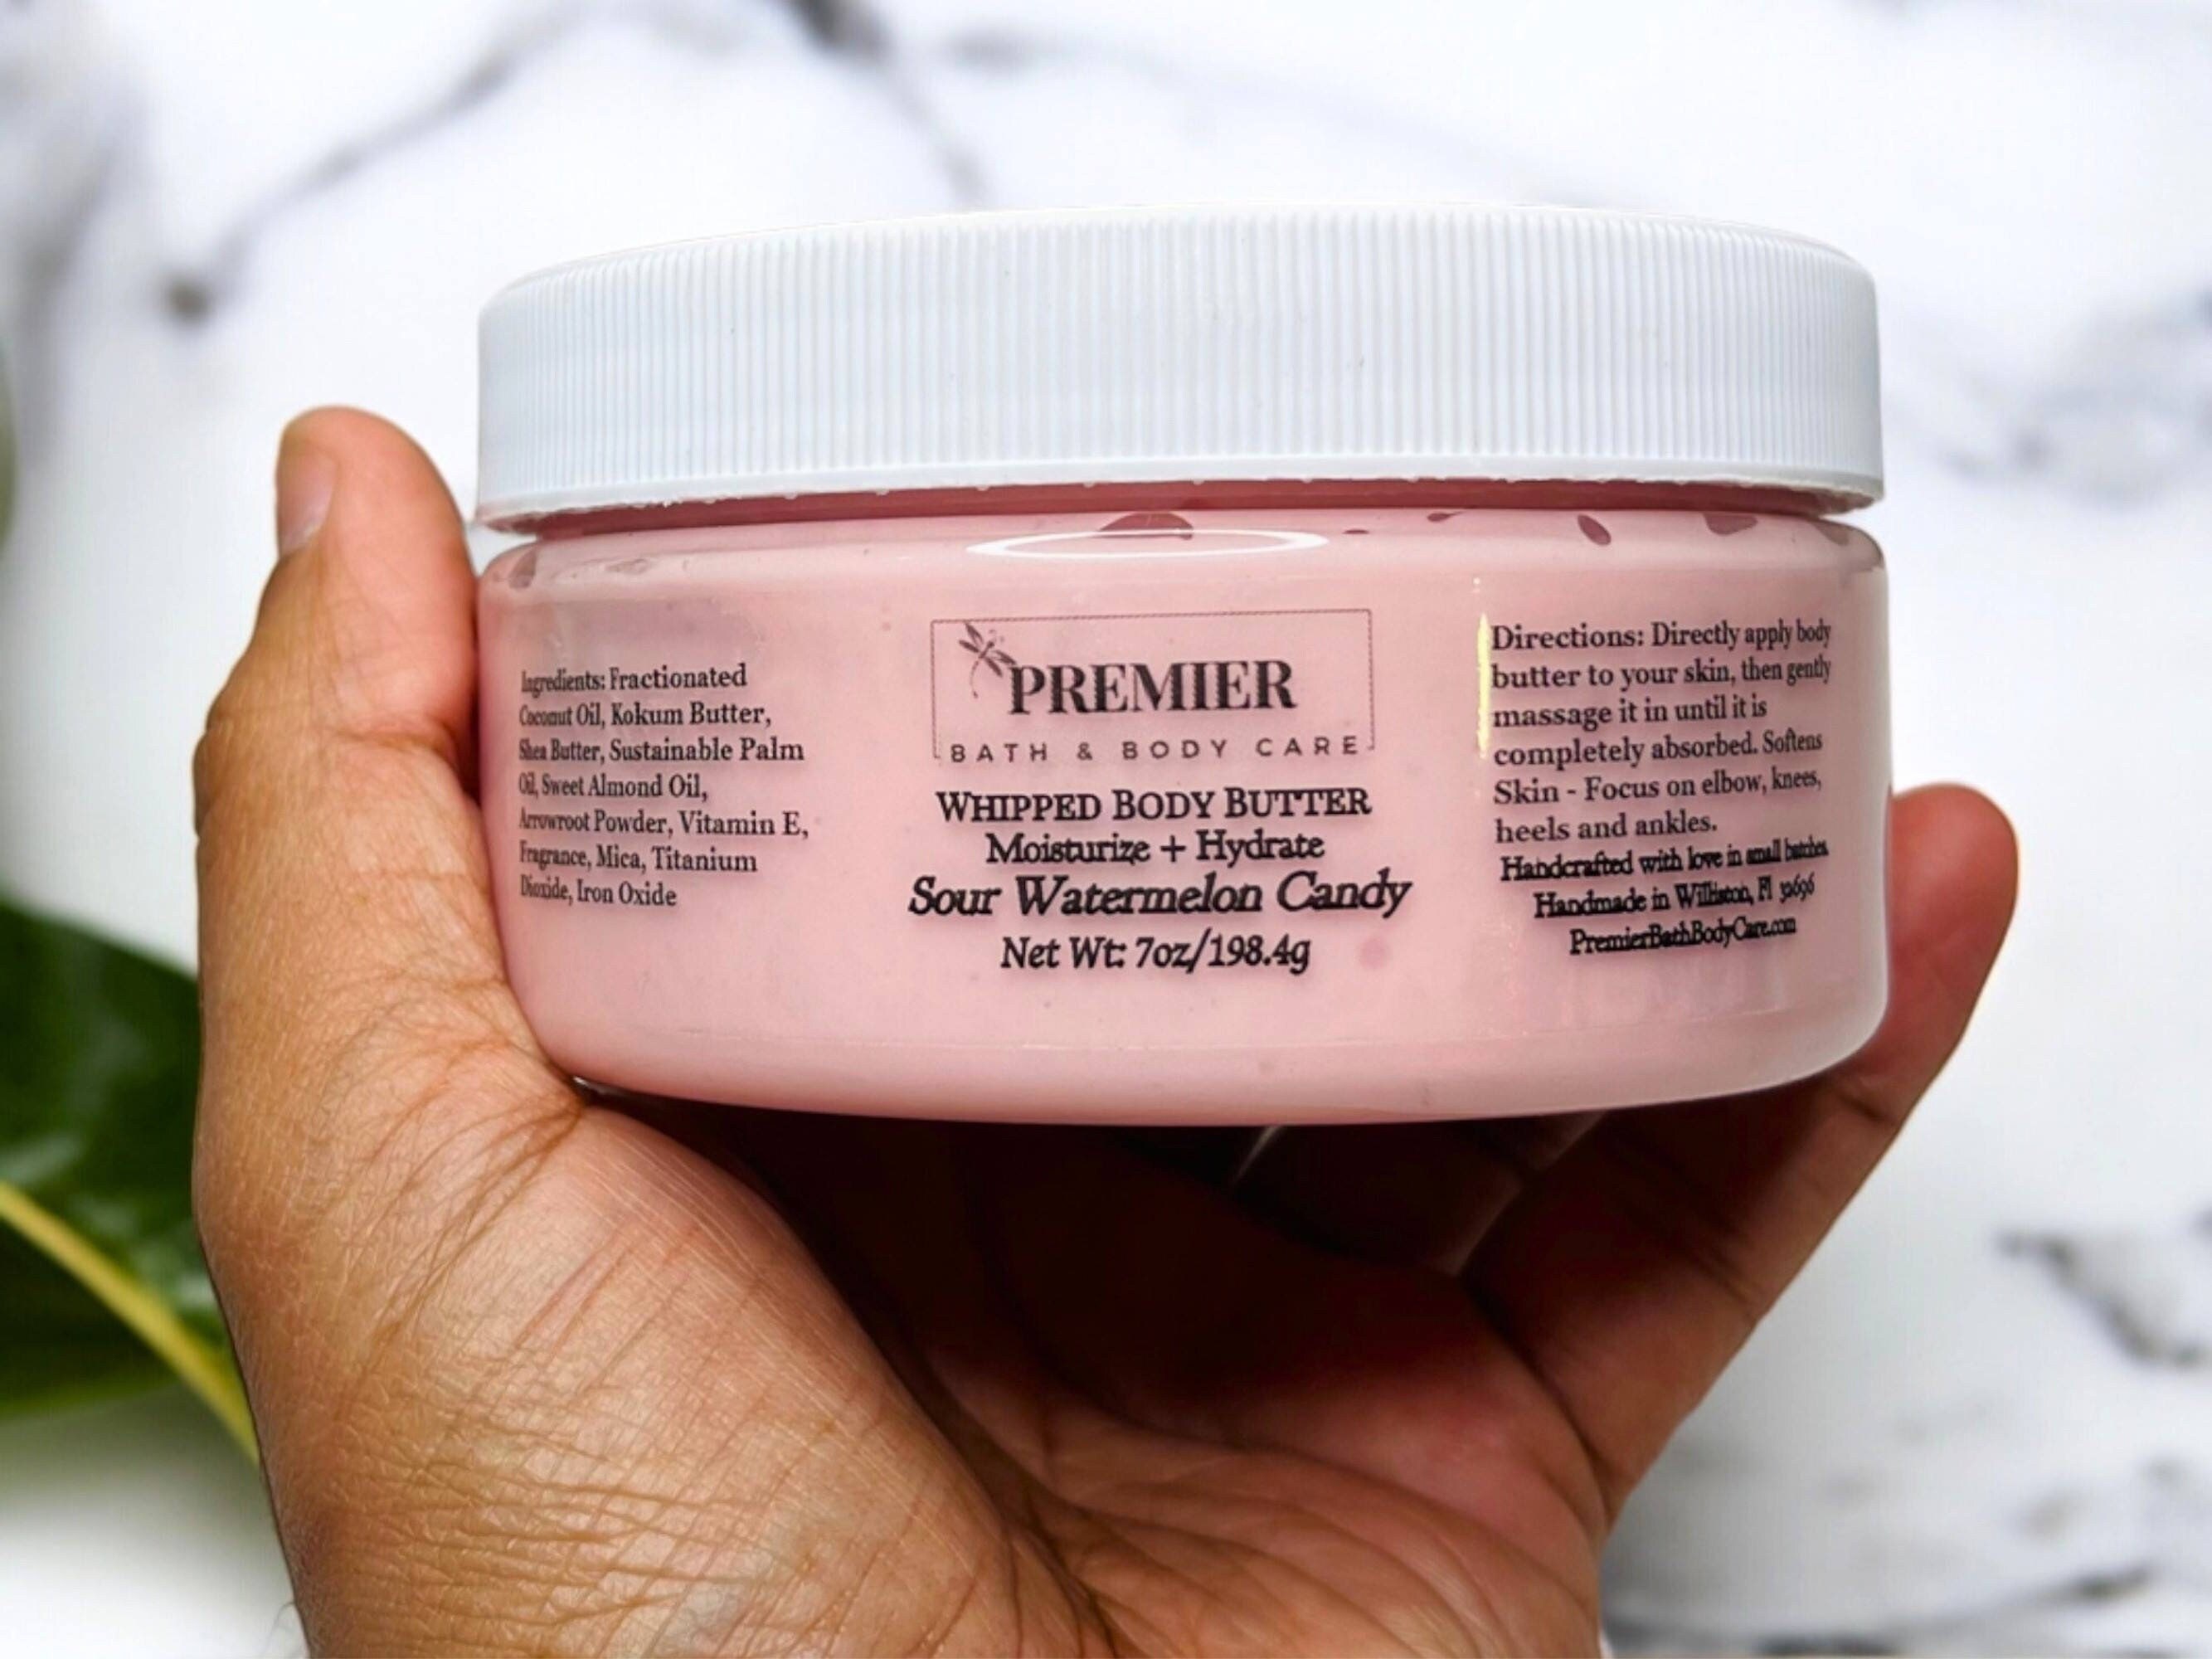 Ingredients: Fractionated
Coconut Oil, Kokum Butter,
Shea Butter, Sustainable Palm
Oil, Sweet Almond Oil,
Arrowroot Powder, Vitamin E,
Fragrance, Mica, Titanium
Dioxide, Iron Oxide
PREMIER
BATH & BODY CARE
WHIPPED BODY BUTTER
Moisturize + Hydrate
Sour Watermelon Candy
Net Wt: 7oz/198.4g
Directions: Directly apply body
butter to your skin, then gently
massage it in until it is
completely absorbed. Softens
Skin - Focus on elbow, knees,
heels and ankles.
Handcrafted with love in small batches
Handmade in Williston, Fl 32696
PremierBathBodyCare.com